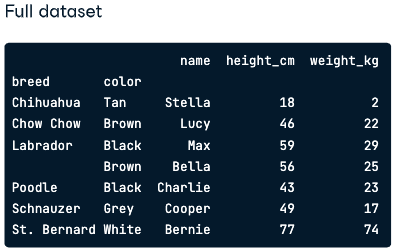 Full dataset
name height_cm weight_kg
breed color
Chihuahua Tan Stella 18 2
Chow Chow Brown Lucy 46 22
Labrador Black Max 59 29
Brown Bella 56 25
Poodle Black Charlie 43 23
Schnauzer Grey Cooper 49 17
St. Bernard White Bernie 77 74